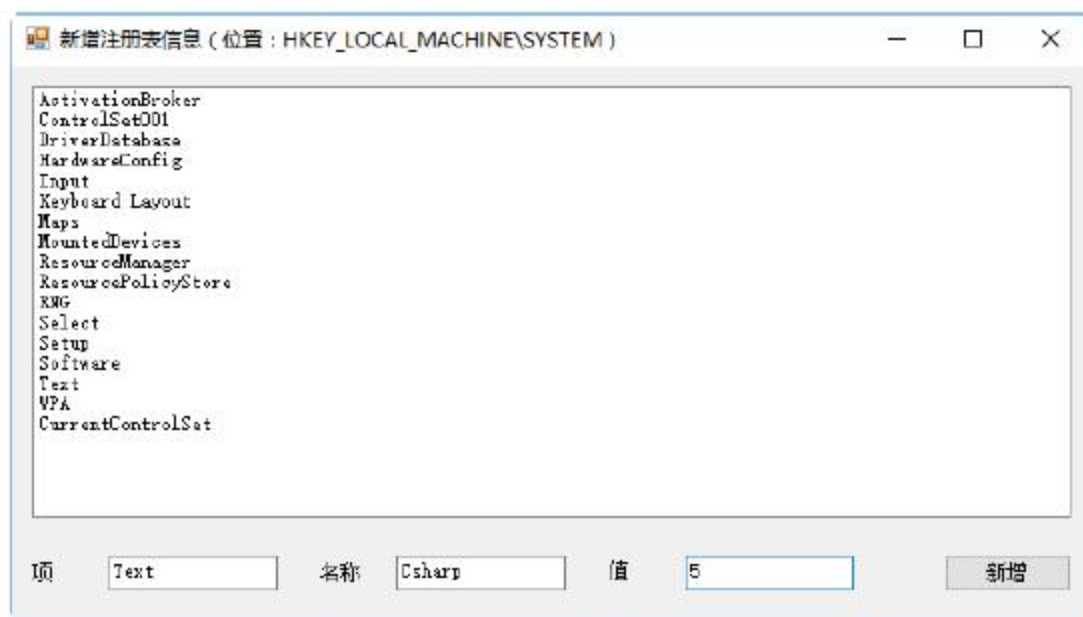 新增注册表信息 ( 位置 : HKEY_LOCAL_MACHINE\SYSTEM )
ActivationBroker
ControlSet001
DriverDatabase
HardwareConfig
Input
Keyboard Layout
Maps
MountedDevices
ResourceManager
ResourcePolicyStore
RNG
Select
Setup
Software
Text
WPA
CurrentControlSet
项 Text 名称 Csharp 值 5 新增